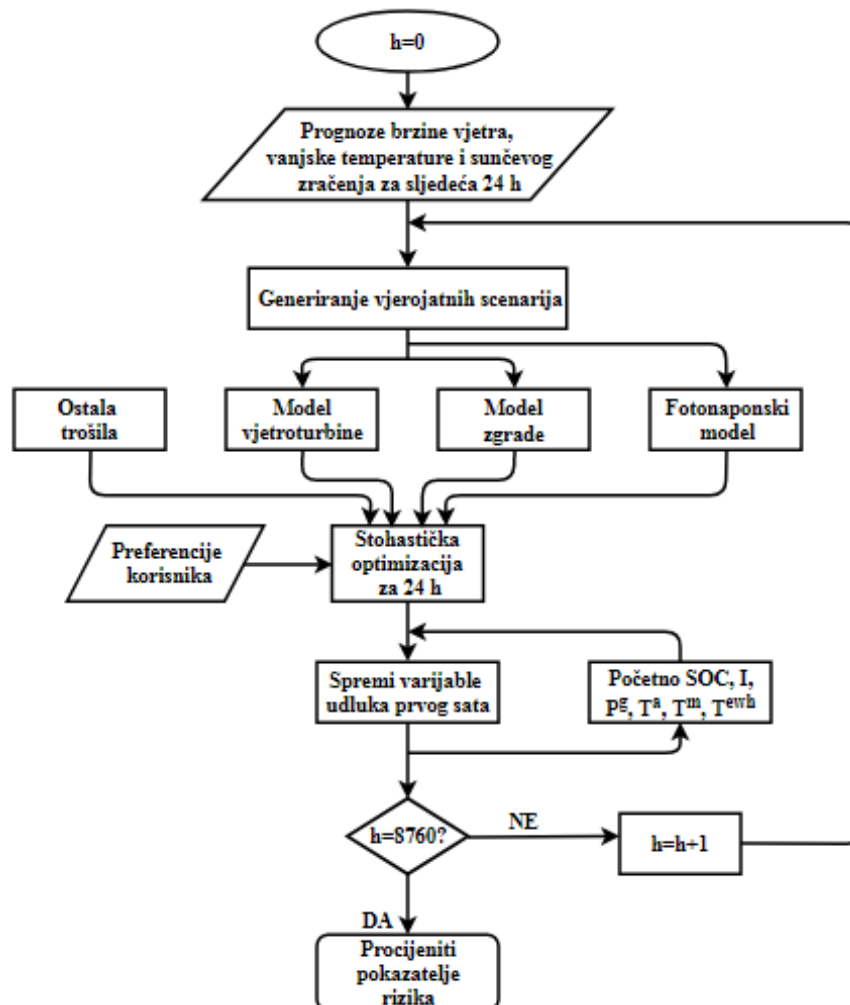 h=0
Prognoze brzine vjetra,
vanjske temperature i sunčevog
zračenja za sljedeća 24 h
Generiranje vjerojatnih scenarija
Ostala
trošila
Model
vjetroturbine
Model
zgrade
Fotonaponski
model
Preferencije
korisnika
Stohastička
optimizacija
za 24 h
Spremi varijable
udluka prvog sata
Početno SOC, I,
Pᵍ, Tᵃ, Tᵐ, Tᵉʷʰ
h=8760?
NE
h=h+1
DA
Procijeniti
pokazatelje
rizika